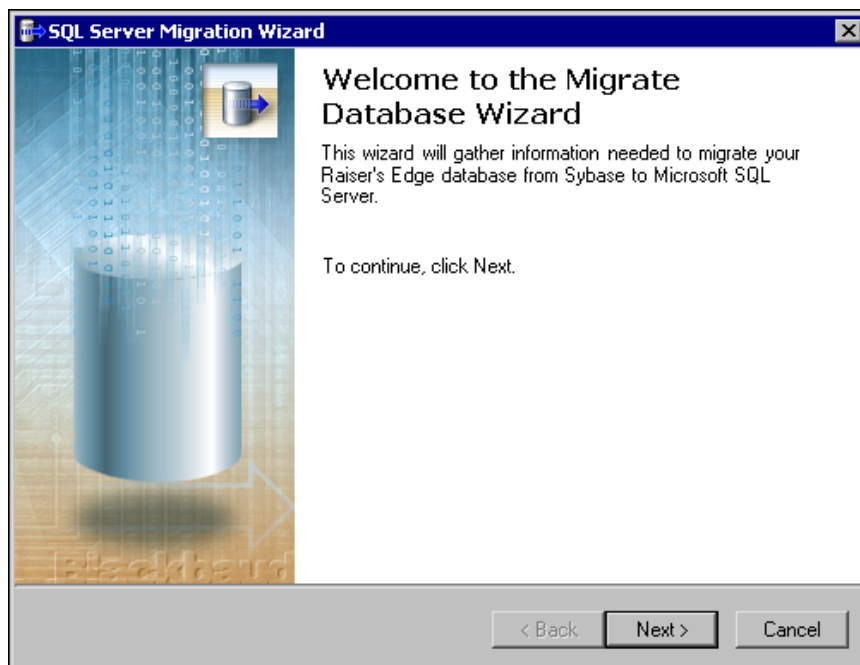 SQL Server Migration Wizard
Welcome to the Migrate
Database Wizard
This wizard will gather information needed to migrate your
Raiser's Edge database from Sybase to Microsoft SQL
Server.
To continue, click Next.
Blackbaud
< Back
Next >
Cancel